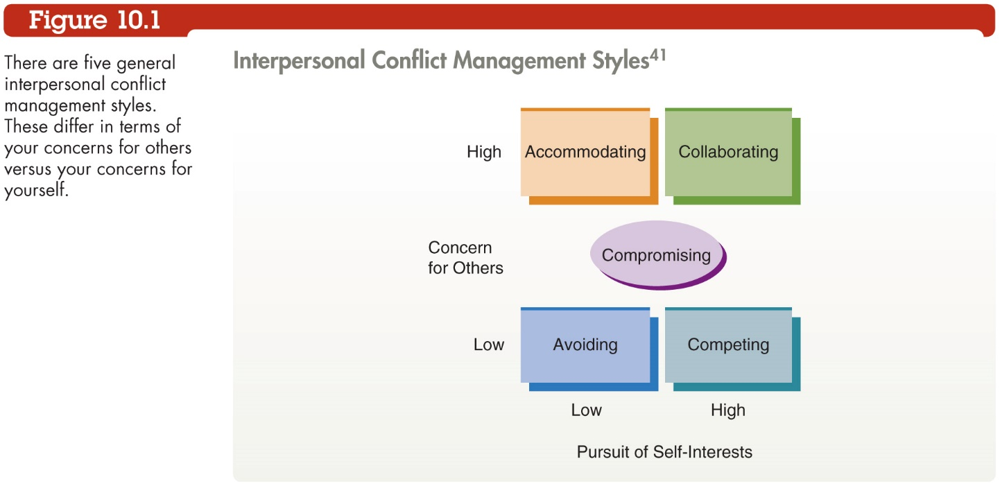 Figure 10.1
There are five general
interpersonal conflict
management styles.
These differ in terms of
your concerns for others
versus your concerns for
yourself.
Interpersonal Conflict Management Styles41
High
Accommodating
Collaborating
Concern
for Others
Compromising
Low
Avoiding
Competing
Low
High
Pursuit of Self-Interests